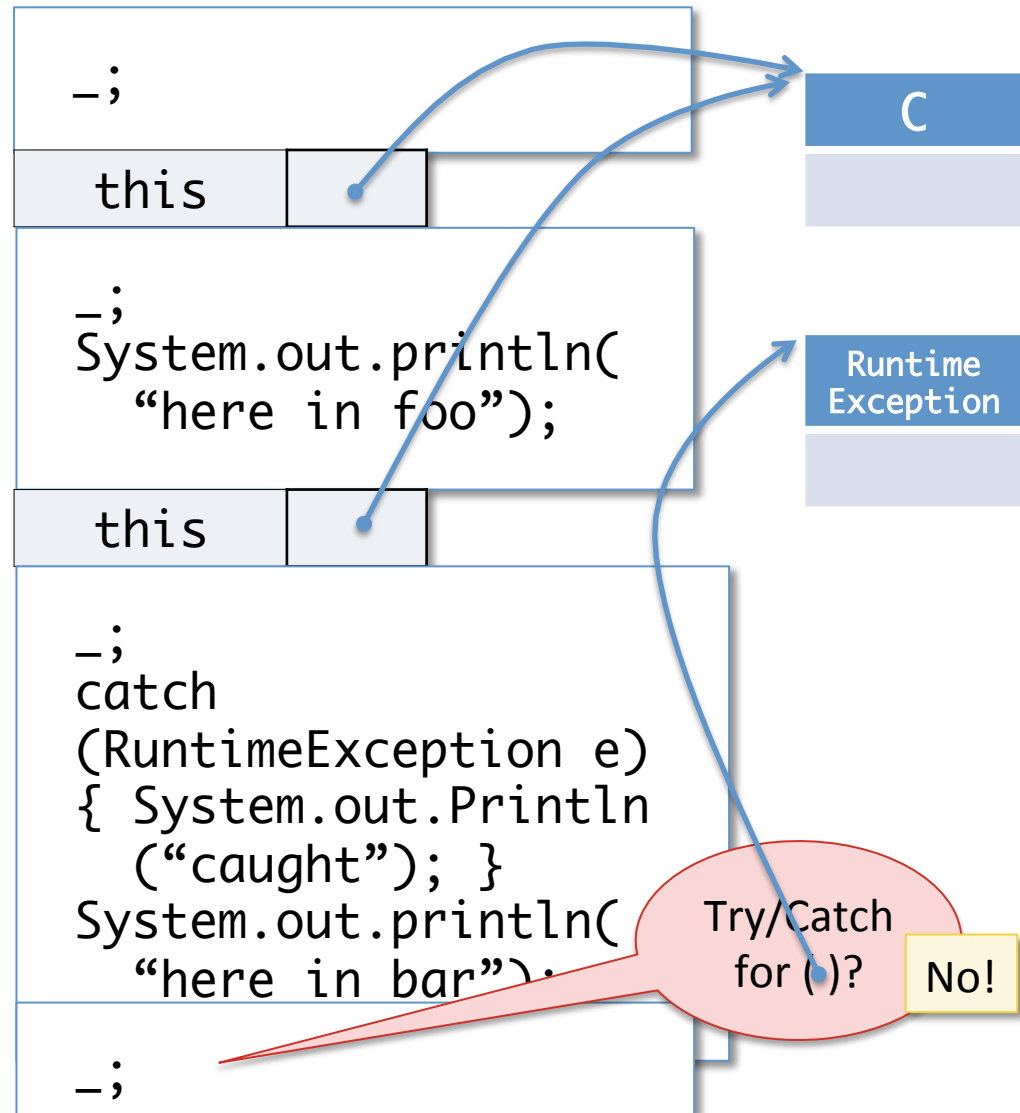 _;
this
C
_;
System.out.println(
“here in foo”);
Runtime
Exception
this
_;
catch
(RuntimeException e)
{ System.out.Println
(“caught”); }
System.out.println(
“here in bar”);
Try/Catch
for ( )?
No!
_;